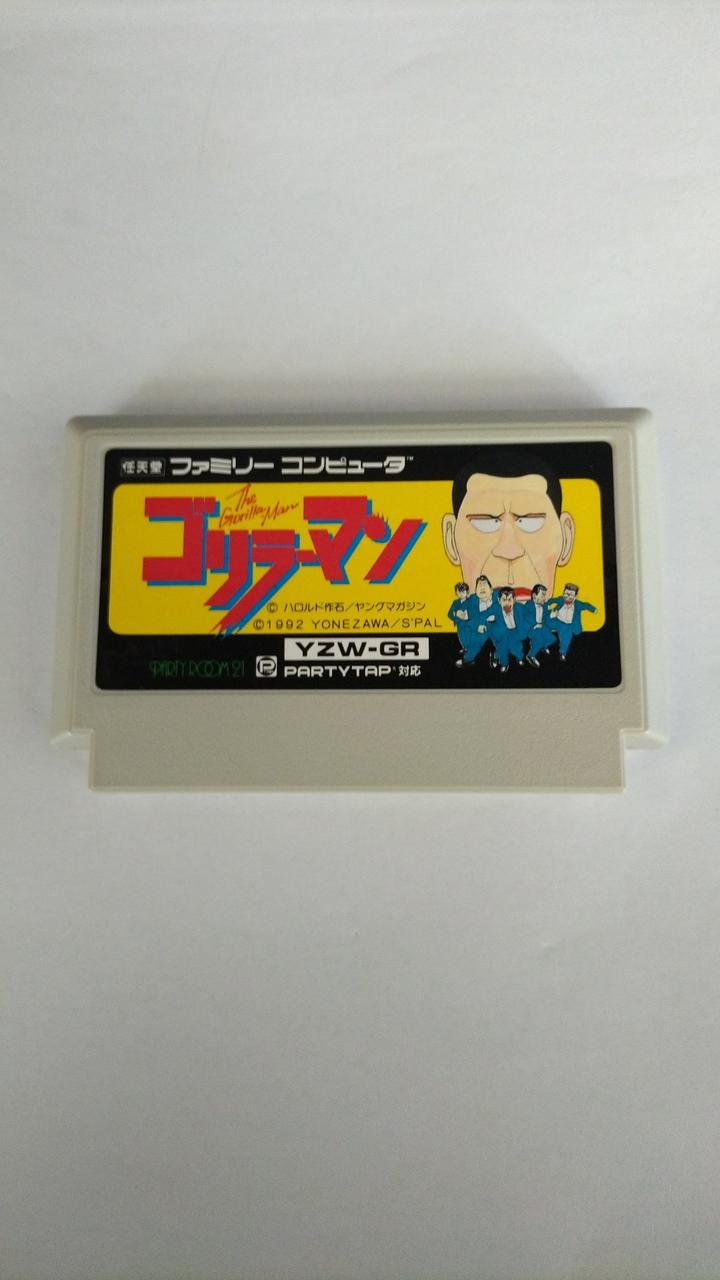 任天堂 ファミリー コンピュータ™
The
Gorilla Man
ゴリラーマン
© ハロルド作石/ヤングマガジン
©1992 YONEZAWA/S'PAL
YZW-GR
PARTY ROOM 21 P PARTYTAP 対応